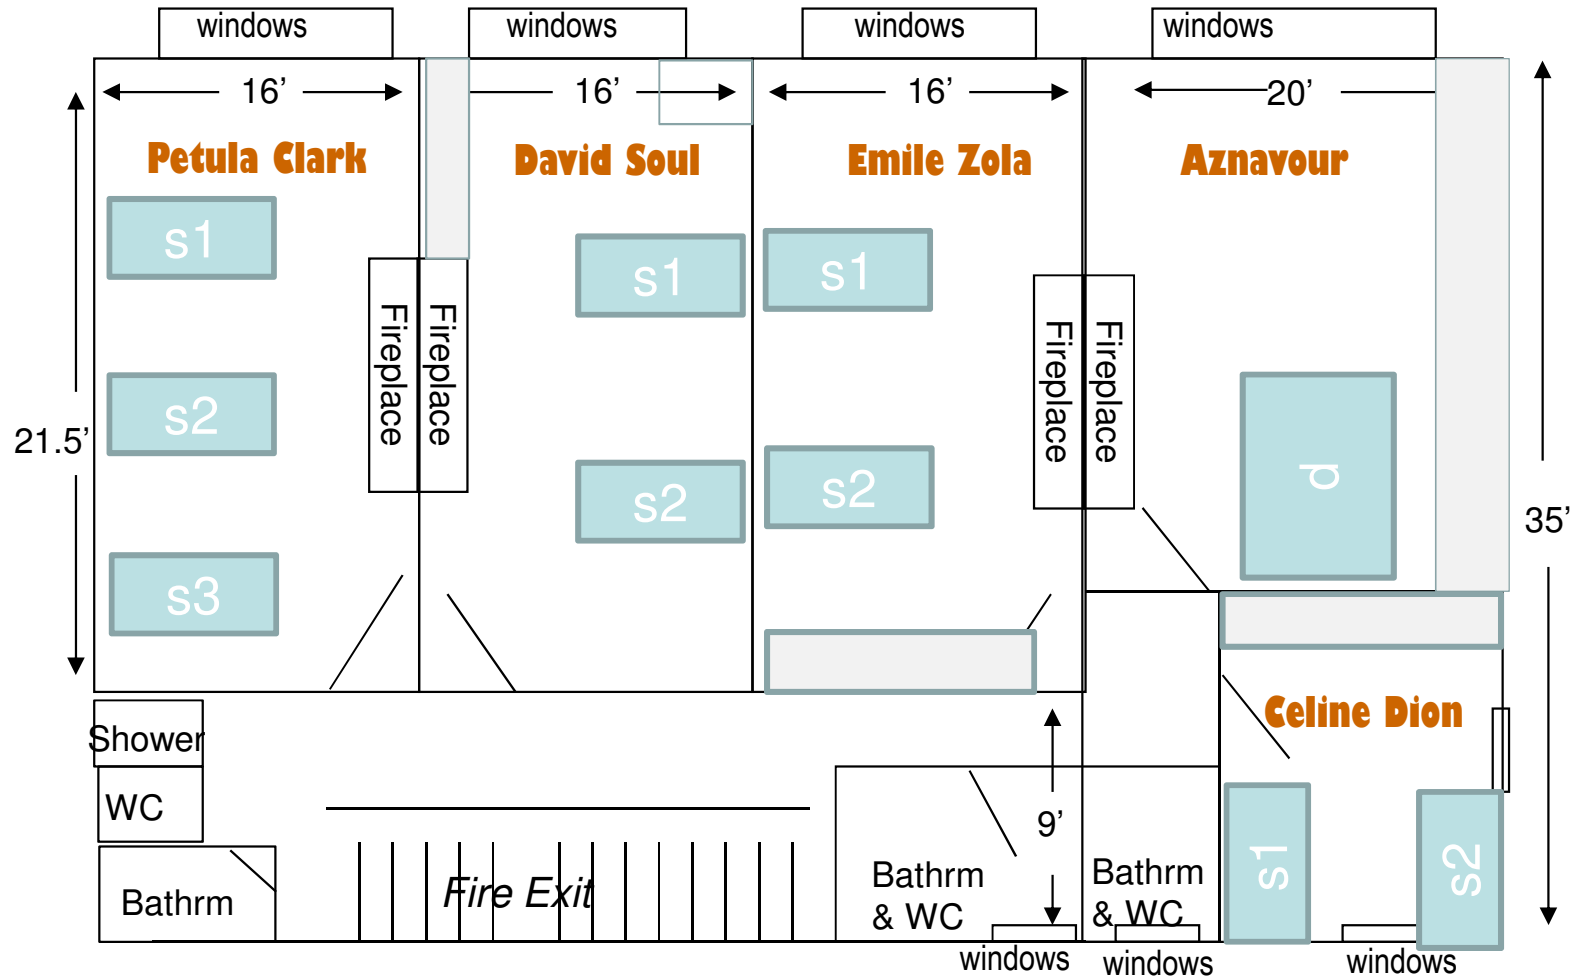 windows
windows
windows
windows
16’
16’
16’
20’
Petula Clark
David Soul
Emile Zola
Aznavour
s1
s1
s1
Fireplace
Fireplace
Fireplace
Fireplace
s2
21.5’
s2
s2
d
35’
s3
Celine Dion
Shower
WC
9’
Bathrm
Fire Exit
Bathrm
& WC
Bathrm
& WC
s1
s2
windows
windows
windows